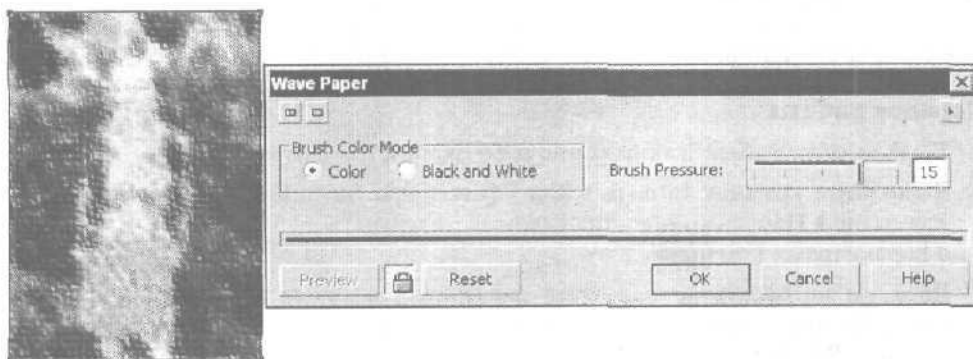 Wave Paper
Brush Color Mode
Color Black and White Brush Pressure: 15
Preview Reset OK Cancel Help